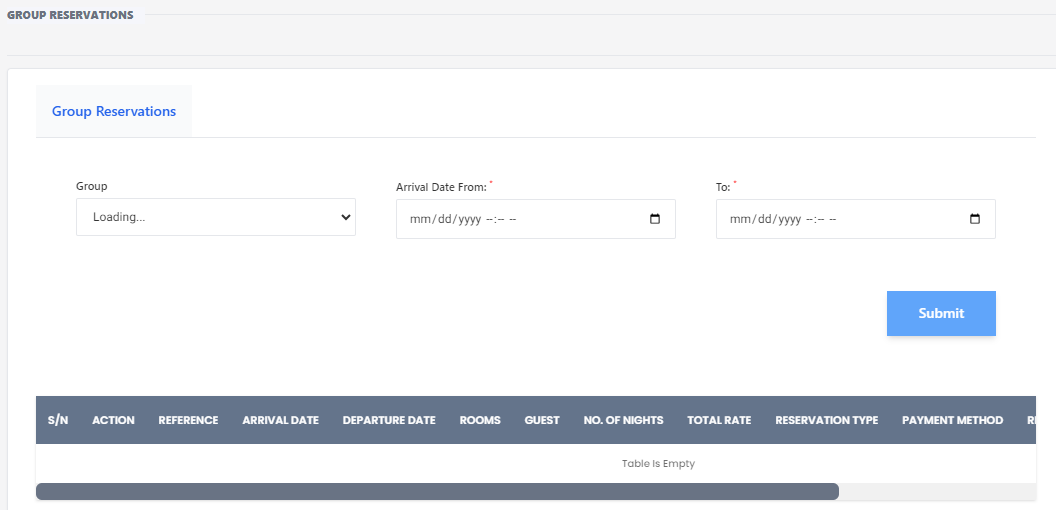 GROUP RESERVATIONS
Group Reservations
Group Arrival Date From: * To: *
Loading... mm/dd/yyyy --:-- -- mm/dd/yyyy --:-- --
Submit
S/N ACTION REFERENCE ARRIVAL DATE DEPARTURE DATE ROOMS GUEST NO. OF NIGHTS TOTAL RATE RESERVATION TYPE PAYMENT METHOD
Table Is Empty